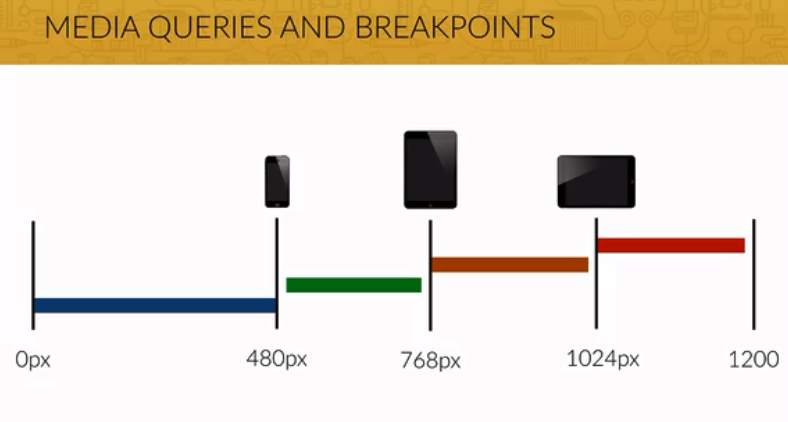 MEDIA QUERIES AND BREAKPOINTS
0px
480px
768px
1024px
1200